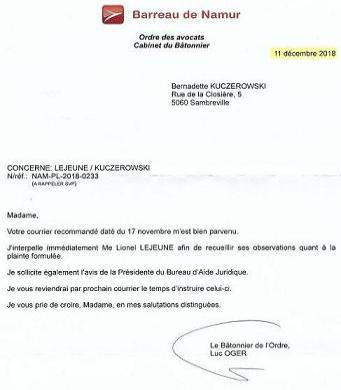 Barreau de Namur
Ordre des avocats
Cabinet du Bâtonnier
11 décembre 2018
Bernadette KUCZEROWSKI
Rue de la Closière, 5
5060 Sambreville
CONCERNE: LEJEUNE / KUCZEROWSKI
N/réf.: NAM-PL-2018-0233
(A RAPPELER SVP)
Madame,
Votre courrier recommandé daté du 17 novembre m'est bien parvenu.
J'interpelle immédiatement Me Lionel LEJEUNE afin de recueillir ses observations quant à la
plainte formulée.
Je sollicite également l'avis de la Présidente du Bureau d'Aide Juridique.
Je vous reviendrai par prochain courrier le temps d'instruire celui-ci.
Je vous prie de croire, Madame, en mes salutations distinguées.
Le Bâtonnier de l'Ordre,
Luc OGER